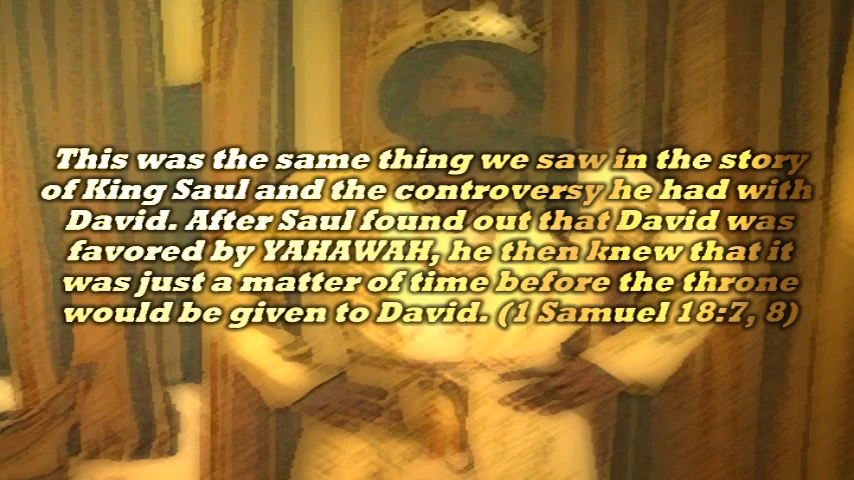 This was the same thing we saw in the story
of King Saul and the controversy he had with
David. After Saul found out that David was
favored by YAHAWAH, he then knew that it
was just a matter of time before the throne
would be given to David. (1 Samuel 18:7, 8)